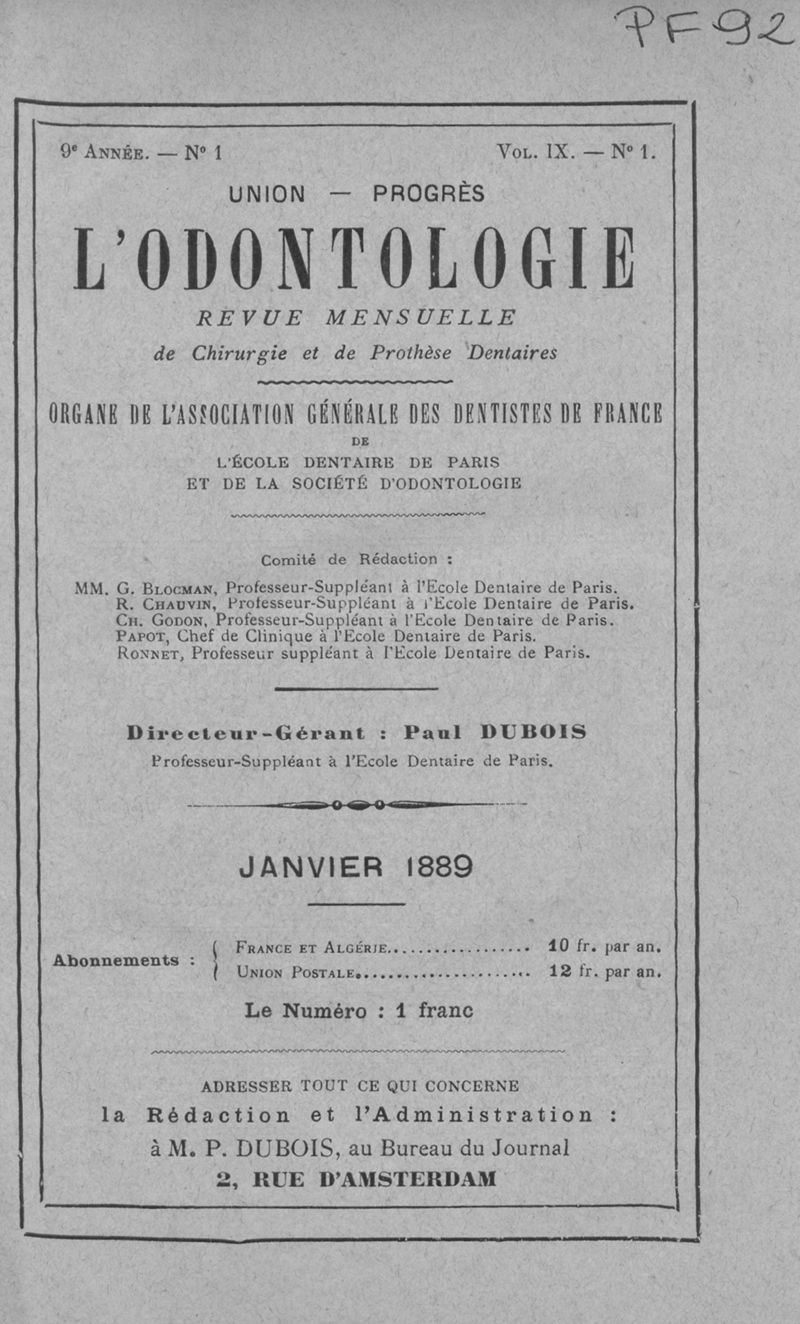 PF92
9e ANNÉE. — N° 1 VOL. IX. — N° 1.
UNION — PROGRÈS
L'ODONTOLOGIE
REVUE MENSUELLE
de Chirurgie et de Prothèse Dentaires
ORGANE DE L'ASSOCIATION GÉNÉRALE DES DENTISTES DE FRANCE
DE
L'ÉCOLE DENTAIRE DE PARIS
ET DE LA SOCIÉTÉ D'ODONTOLOGIE
Comité de Rédaction :
MM. G. BLOCMAN, Professeur-Suppléant à l'Ecole Dentaire de Paris.
R. CHAUVIN, Professeur-Suppléant à l'Ecole Dentaire de Paris.
CH. GODON, Professeur-Suppléant à l'Ecole Dentaire de Paris.
PAPOT, Chef de Clinique à l'Ecole Dentaire de Paris.
RONNET, Professeur suppléant à l'Ecole Dentaire de Paris.
Directeur-Gérant : Paul DUBOIS
Professeur-Suppléant à l'Ecole Dentaire de Paris.
JANVIER 1889
Abonnements : { FRANCE ET ALGÉRIE.................. 10 fr. par an.
UNION POSTALE...................... 12 fr. par an.
Le Numéro : 1 franc
ADRESSER TOUT CE QUI CONCERNE
la Rédaction et l'Administration :
à M. P. DUBOIS, au Bureau du Journal
2, RUE D'AMSTERDAM